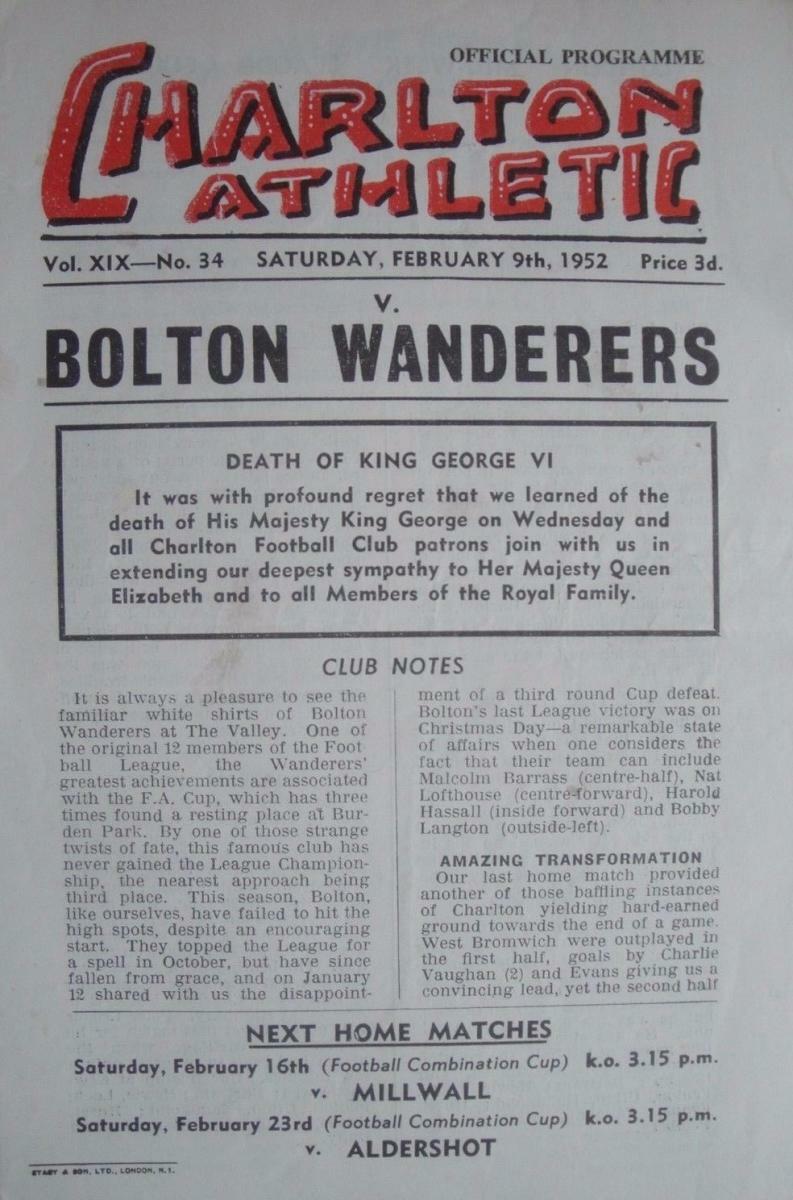 OFFICIAL PROGRAMME
CHARLTON
ATHLETIC
Vol. XIX—No. 34 SATURDAY, FEBRUARY 9th, 1952 Price 3d.
v.
BOLTON WANDERERS
DEATH OF KING GEORGE VI
It was with profound regret that we learned of the
death of His Majesty King George on Wednesday and
all Charlton Football Club patrons join with us in
extending our deepest sympathy to Her Majesty Queen
Elizabeth and to all Members of the Royal Family.
CLUB NOTES
It is always a pleasure to see the
familiar white shirts of Bolton
Wanderers at The Valley. One of
the original 12 members of the Foot
ball League, the Wanderers'
greatest achievements are associated
with the F.A. Cup, which has three
times found a resting place at Bur-
den Park. By one of those strange
twists of fate, this famous club has
never gained the League Champion-
ship, the nearest approach being
third place. This season, Bolton,
like ourselves, have failed to hit the
high spots, despite an encouraging
start. They topped the League for
a spell in October, but have since
fallen from grace, and on January
12 shared with us the disappoint-
ment of a third round Cup defeat.
Bolton's last League victory was on
Christmas Day—a remarkable state
of affairs when one considers the
fact that their team can include
Malcolm Barrass (centre-half), Nat
Lofthouse (centre-forward), Harold
Hassall (inside forward) and Bobby
Langton (outside-left).
AMAZING TRANSFORMATION
Our last home match provided
another of those baffling instances
of Charlton yielding hard-earned
ground towards the end of a game.
West Bromwich were outplayed in
the first half, goals by Charlie
Vaughan (2) and Evans giving us a
convincing lead, yet the second half
NEXT HOME MATCHES
Saturday, February 16th (Football Combination Cup) k.o. 3.15 p.m.
v. MILLWALL
Saturday, February 23rd (Football Combination Cup) k.o. 3.15 p.m.
v. ALDERSHOT
& SON, LTD., LONDON, N.1.